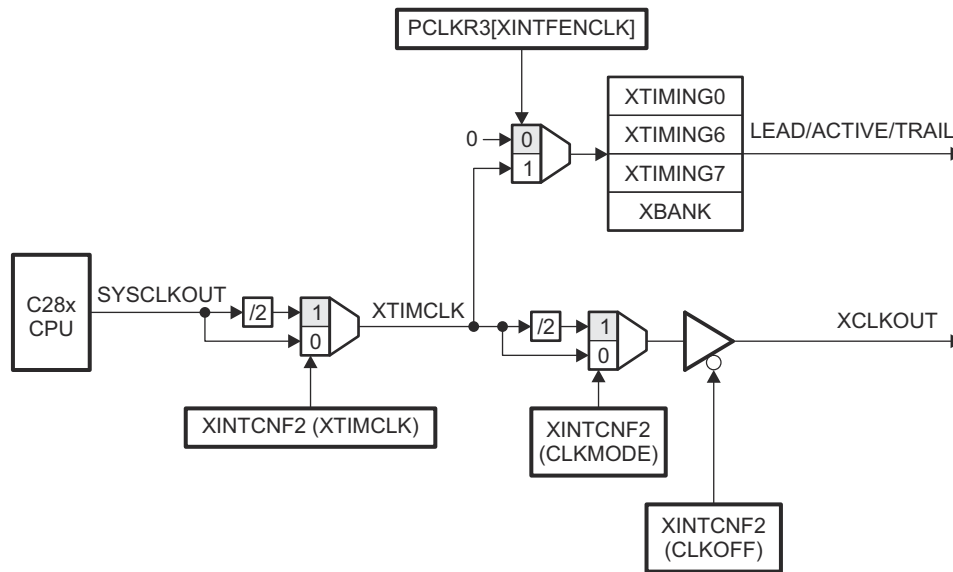 PCLKR3[XINTFENCLK]
0
0
1
XTIMING0
XTIMING6
XTIMING7
XBANK
LEAD/ACTIVE/TRAIL
C28x
CPU
SYSCLKOUT
/2
1
0
XTIMCLK
/2
1
0
XCLKOUT
XINTCNF2 (XTIMCLK)
XINTCNF2
(CLKMODE)
XINTCNF2
(CLKOFF)